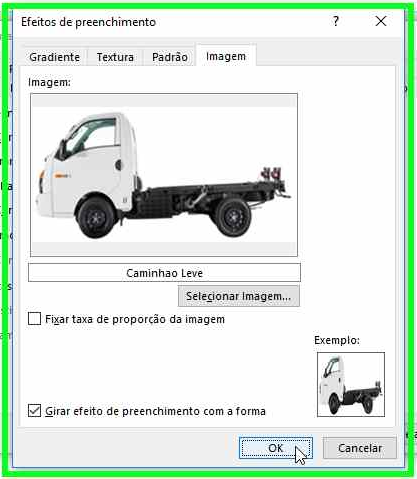 Efeitos de preenchimento
? ×
Gradiente Textura Padrão Imagem
Imagem:
Caminhao Leve
Selecionar Imagem...
Fixar taxa de proporção da imagem
Exemplo:
Girar efeito de preenchimento com a forma
OK Cancelar